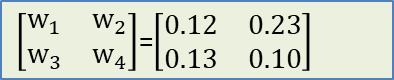 [w₁ w₂] = [0.12 0.23]
[w₃ w₄] [0.13 0.10]